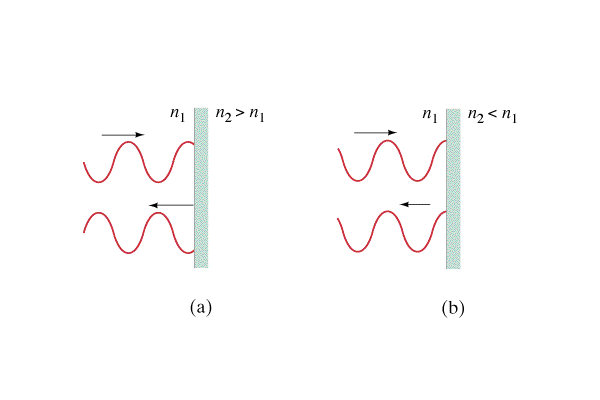 n₁ n₂ > n₁ n₁ n₂ < n₁
(a) (b)